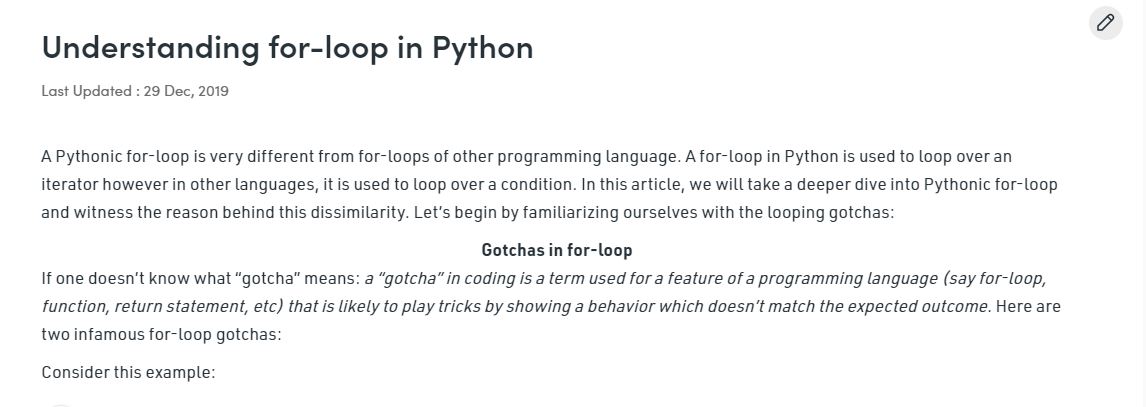 Understanding for-loop in Python
Last Updated : 29 Dec, 2019
A Pythonic for-loop is very different from for-loops of other programming language. A for-loop in Python is used to loop over an
iterator however in other languages, it is used to loop over a condition. In this article, we will take a deeper dive into Pythonic for-loop
and witness the reason behind this dissimilarity. Let's begin by familiarizing ourselves with the looping gotchas:
Gotchas in for-loop
If one doesn't know what "gotcha" means: a "gotcha" in coding is a term used for a feature of a programming language (say for-loop,
function, return statement, etc) that is likely to play tricks by showing a behavior which doesn't match the expected outcome. Here are
two infamous for-loop gotchas:
Consider this example: